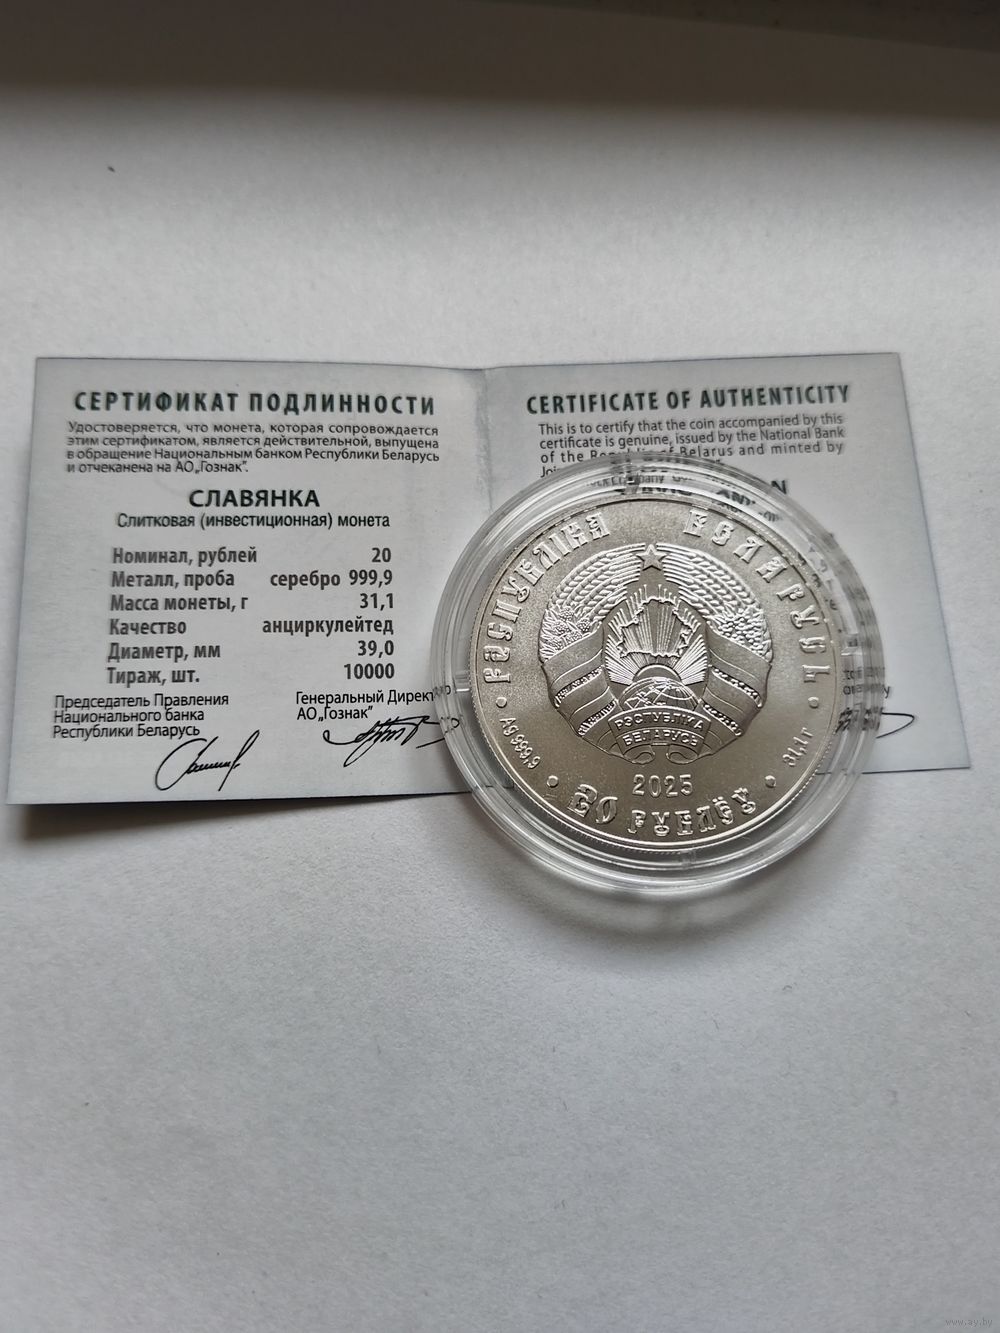 СЕРТИФИКАТ ПОДЛИННОСТИ
Удостоверяется, что монета, которая сопровождается
этим сертификатом, является действительной, выпущена
в обращение Национальным банком Республики Беларусь
и отчеканена на АО„Гознак”.
СЛАВЯНКА
Слитковая (инвестиционная) монета
Номинал, рублей 20
Металл, проба серебро 999,9
Масса монеты, г 31,1
Качество анциркулейтед
Диаметр, мм 39,0
Тираж, шт. 10000
Председатель Правления
Национального банка
Республики Беларусь
Генеральный Дирек
АО„Гознак”
CERTIFICATE OF AUTHENTICITY
This is to certify that the coin accompanied by this
certificate is genuine, issued by the National Bank
of the Republic of Belarus and minted by
РЭСПУБЛІКА БЕЛАРУСЬ
РЭСПУБЛІКА
БЕЛАРУСЬ
Ag 999,9
2025
31,1 г
20 РУБЛЁЎ
www.ay.by